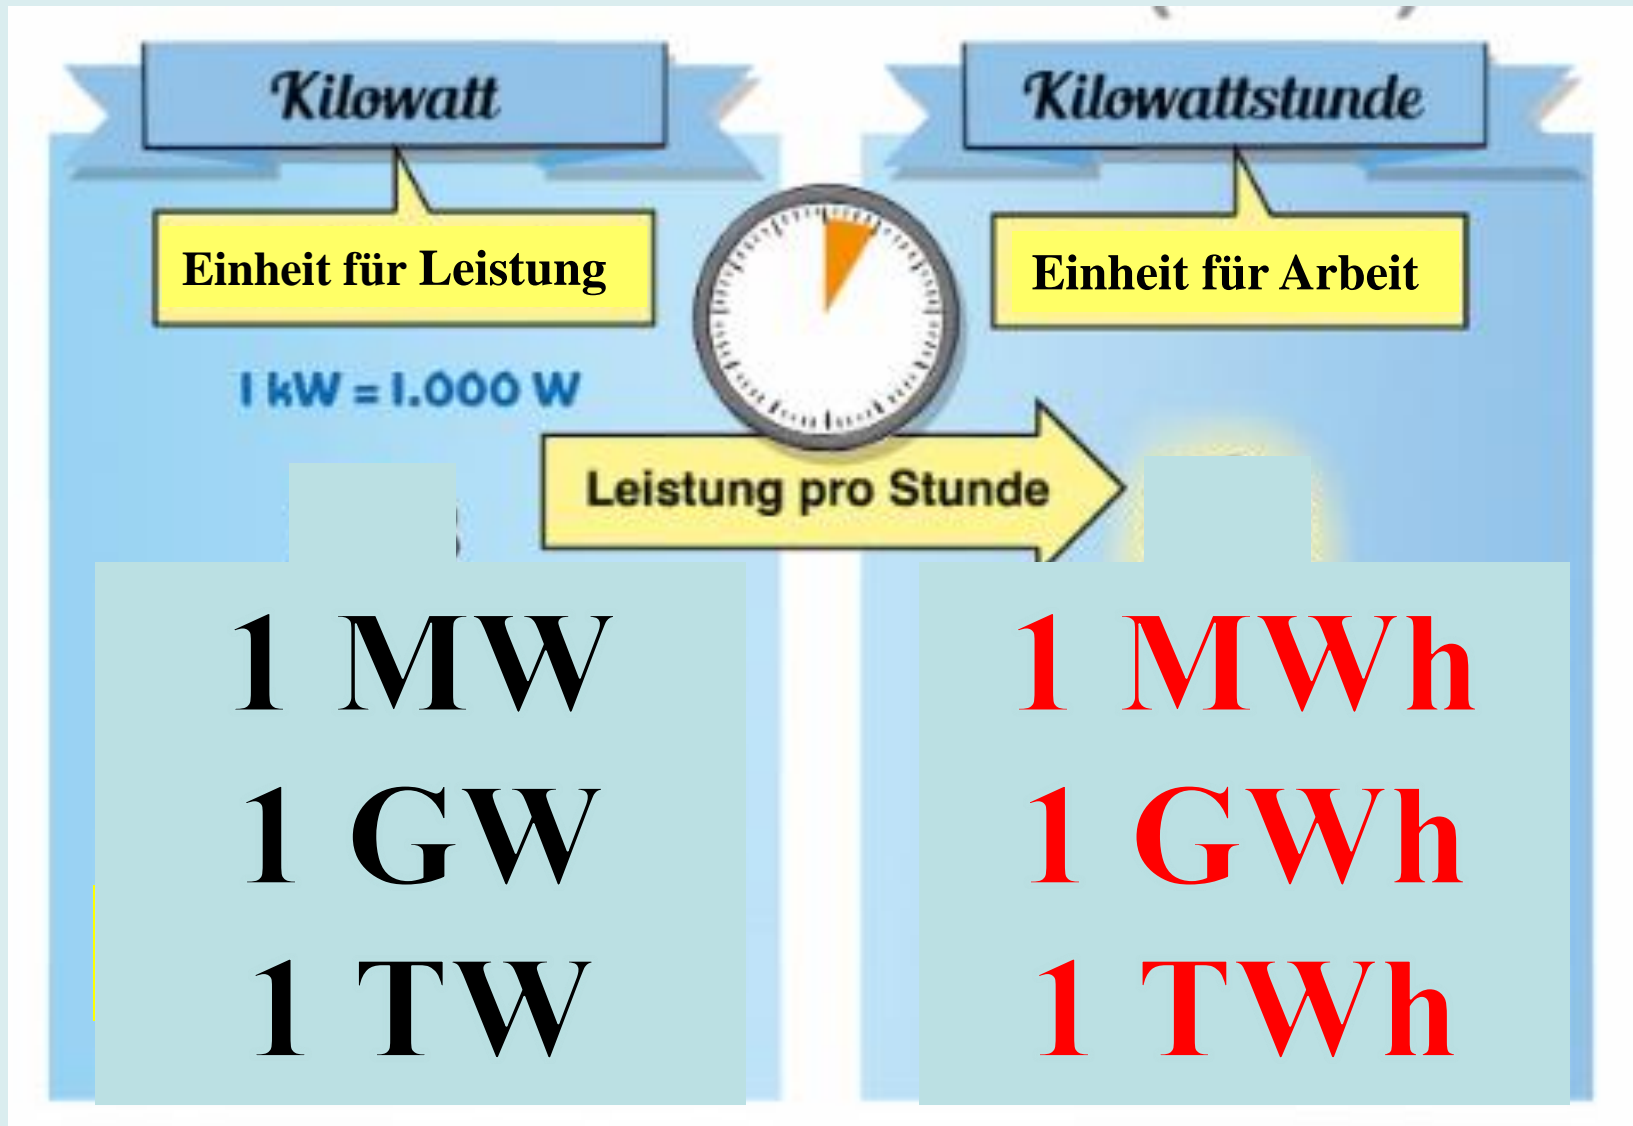 Kilowatt
Einheit für Leistung
1 kW = 1.000 W
1 MW
1 GW
1 TW
Leistung pro Stunde
Kilowattstunde
Einheit für Arbeit
1 MWh
1 GWh
1 TWh